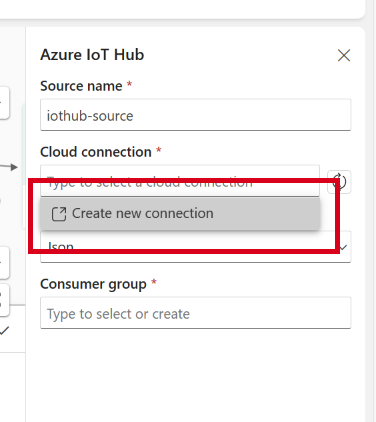 Azure IoT Hub
Source name *
iothub-source
Cloud connection *
Type to select a cloud connection
Create new connection
Json
Consumer group *
Type to select or create